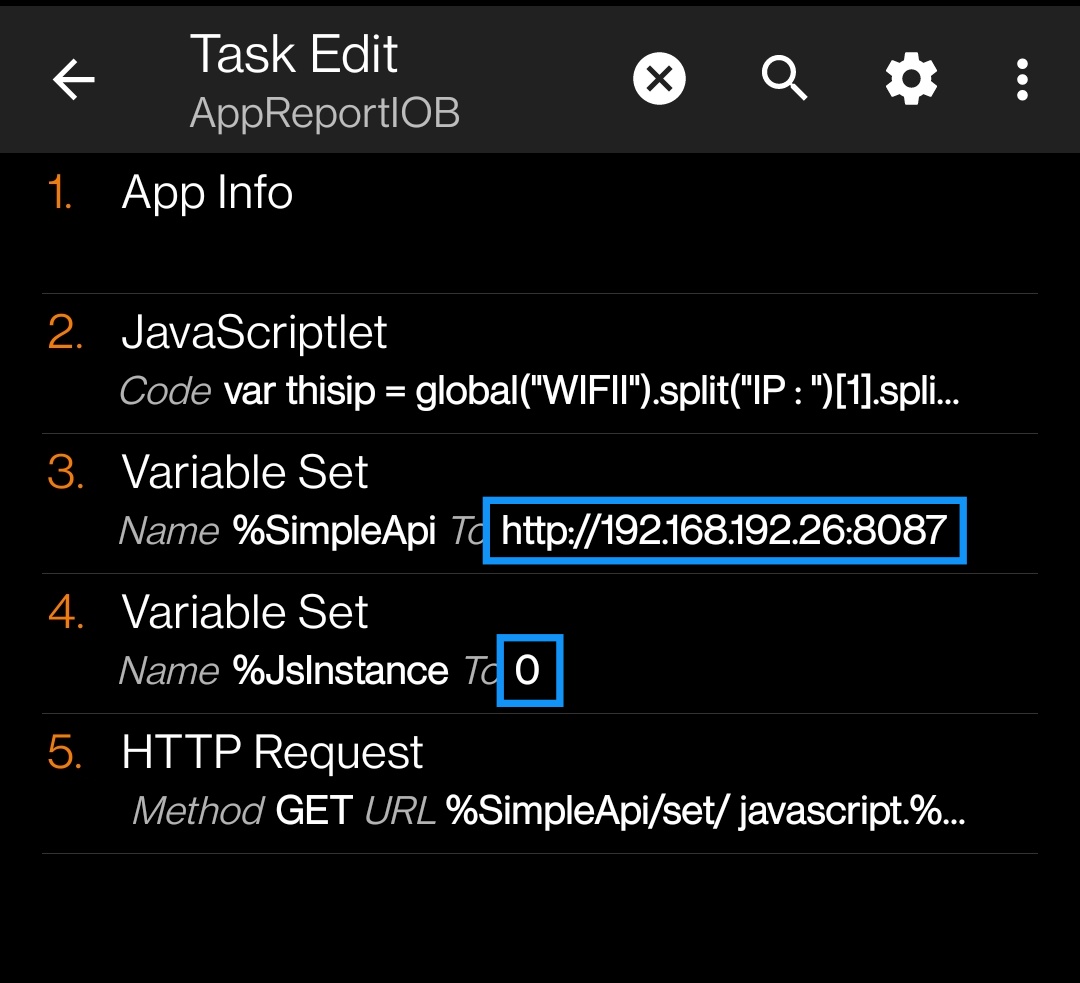 Task Edit
AppReportIOB
1. App Info
2. JavaScriptlet
Code var thisip = global("WIFII").split("IP : ")[1].spli...
3. Variable Set
Name %SimpleApi To http://192.168.192.26:8087
4. Variable Set
Name %JsInstance To 0
5. HTTP Request
Method GET URL %SimpleApi/set/ javascript.%...